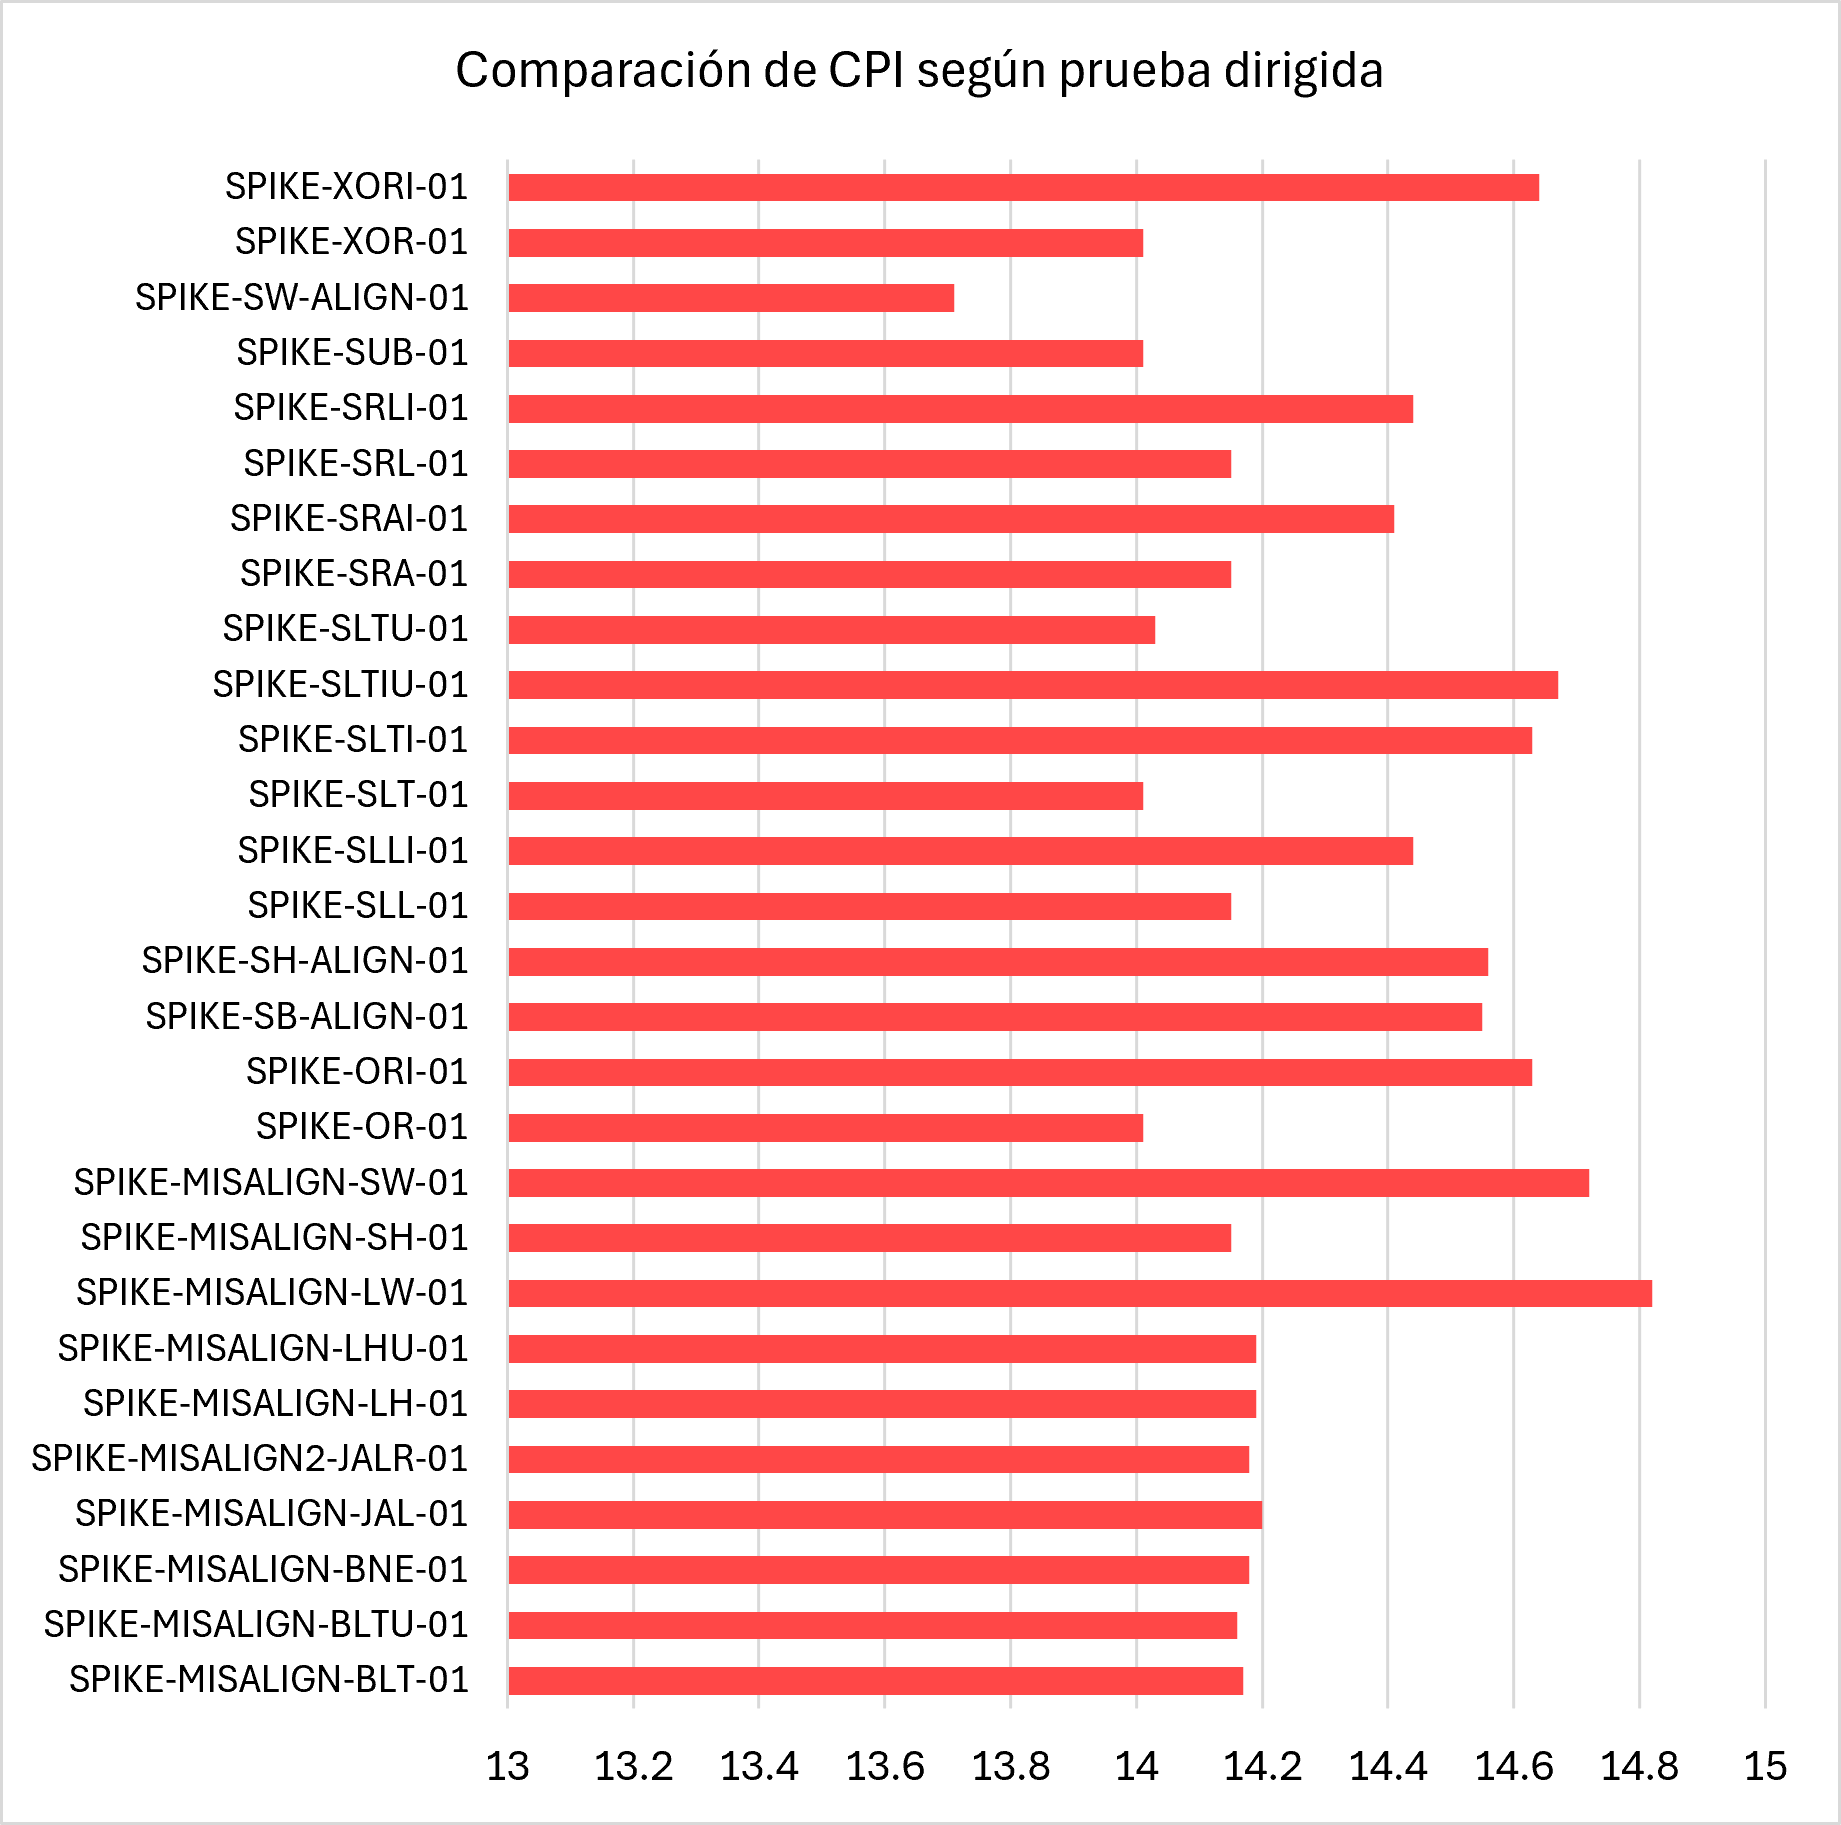 Comparación de CPI según prueba dirigida
SPIKE-XORI-01
SPIKE-XOR-01
SPIKE-SW-ALIGN-01
SPIKE-SUB-01
SPIKE-SRLI-01
SPIKE-SRL-01
SPIKE-SRAI-01
SPIKE-SRA-01
SPIKE-SLTU-01
SPIKE-SLTIU-01
SPIKE-SLTI-01
SPIKE-SLT-01
SPIKE-SLLI-01
SPIKE-SLL-01
SPIKE-SH-ALIGN-01
SPIKE-SB-ALIGN-01
SPIKE-ORI-01
SPIKE-OR-01
SPIKE-MISALIGN-SW-01
SPIKE-MISALIGN-SH-01
SPIKE-MISALIGN-LW-01
SPIKE-MISALIGN-LHU-01
SPIKE-MISALIGN-LH-01
SPIKE-MISALIGN2-JALR-01
SPIKE-MISALIGN-JAL-01
SPIKE-MISALIGN-BNE-01
SPIKE-MISALIGN-BLTU-01
SPIKE-MISALIGN-BLT-01
13 13.2 13.4 13.6 13.8 14 14.2 14.4 14.6 14.8 15